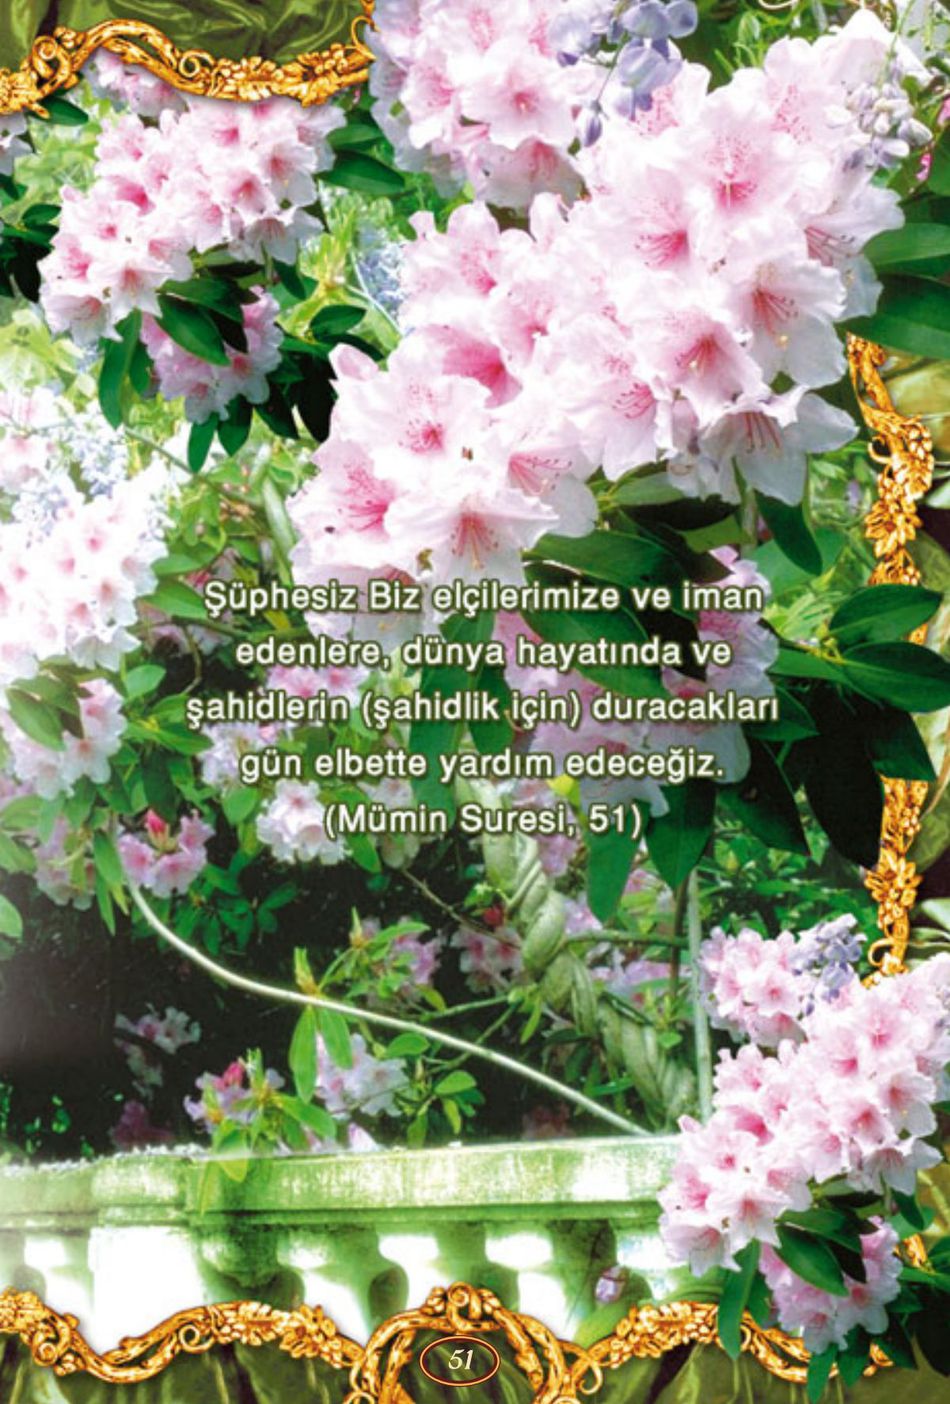 Şüphesiz Biz elçilerimize ve iman
edenlere, dünya hayatında ve
şahidlerin (şahidlik için) duracakları
gün elbette yardım edeceğiz.
(Mümin Suresi, 51)
51